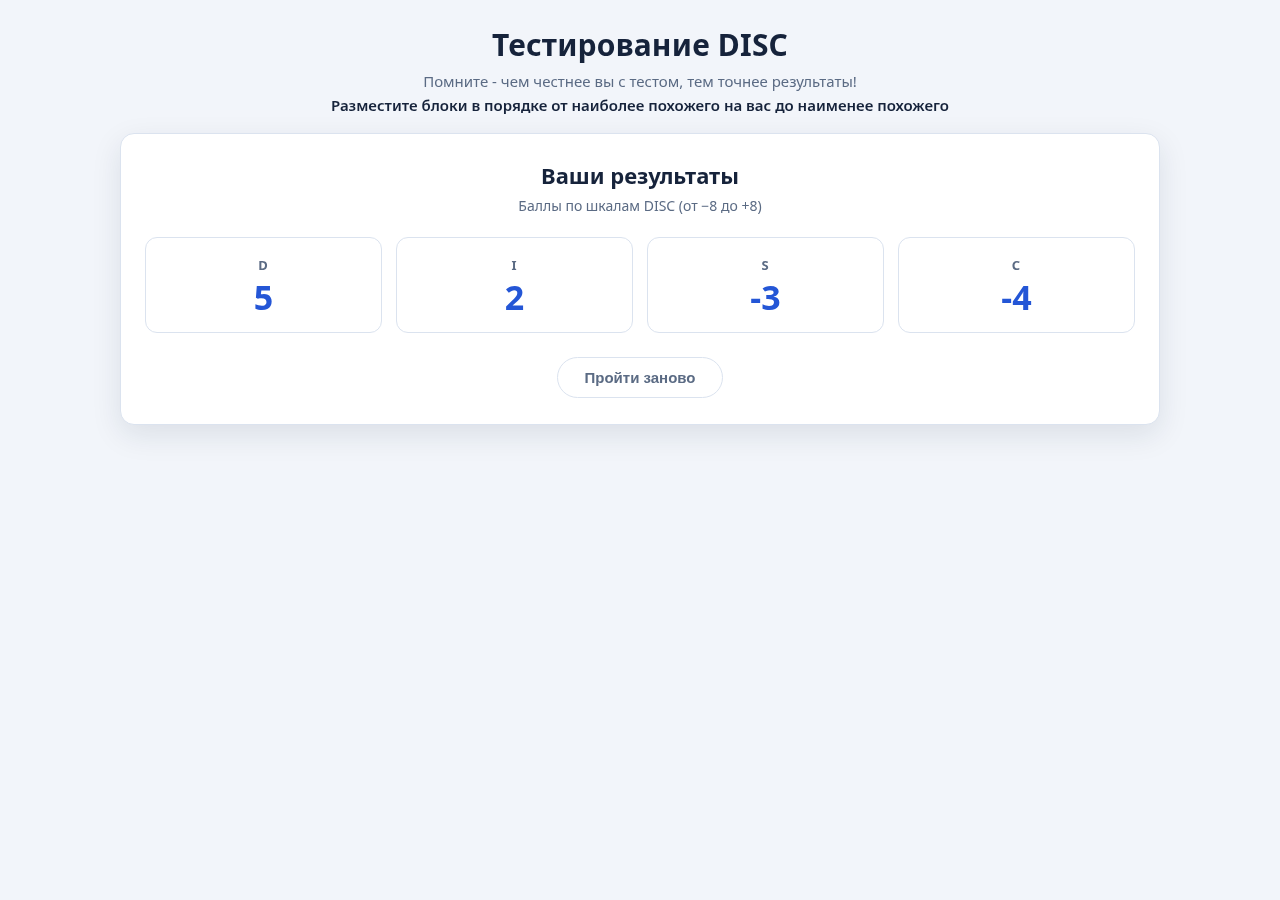 Тестирование DISC
Помните - чем честнее вы с тестом, тем точнее результаты!
Разместите блоки в порядке от наиболее похожего на вас до наименее похожего
Ваши результаты
Баллы по шкалам DISC (от −8 до +8)
D
5
I
2
S
-3
C
-4
Пройти заново